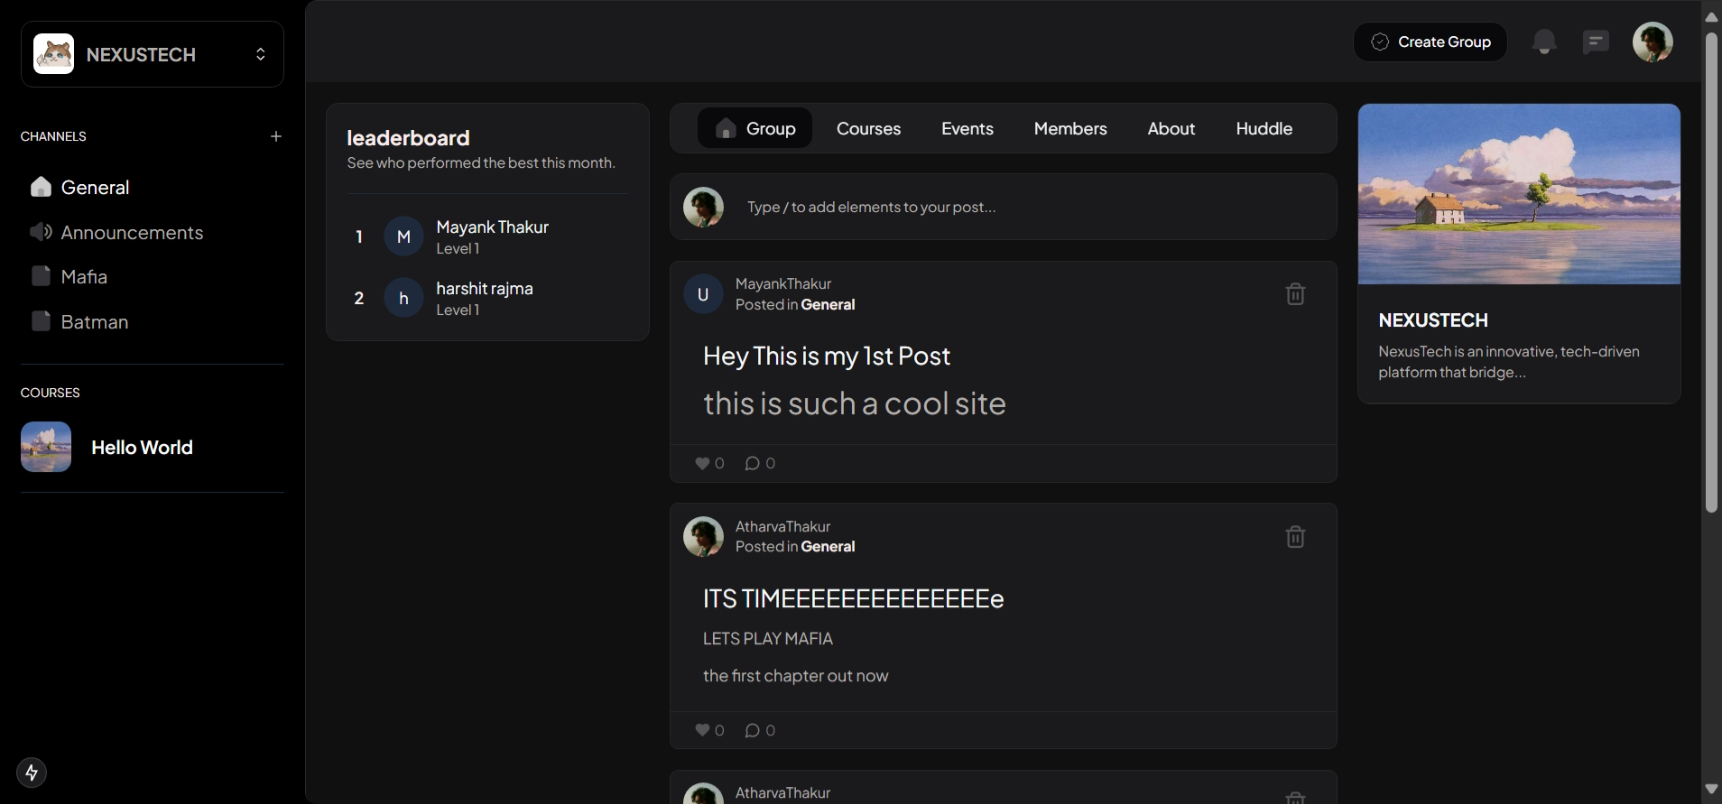 NEXUSTECH
CHANNELS
General
Announcements
Mafia
Batman
COURSES
Hello World
Create Group
leaderboard
See who performed the best this month.
1
M
Mayank Thakur
Level 1
2
h
harshit rajma
Level 1
Group
Courses
Events
Members
About
Huddle
Type / to add elements to your post...
U
MayankThakur
Posted in General
Hey This is my 1st Post
this is such a cool site
0
0
AtharvaThakur
Posted in General
ITS TIMEEEEEEEEEEEEEEe
LETS PLAY MAFIA
the first chapter out now
0
0
AtharvaThakur
NEXUSTECH
NexusTech is an innovative, tech-driven
platform that bridge...